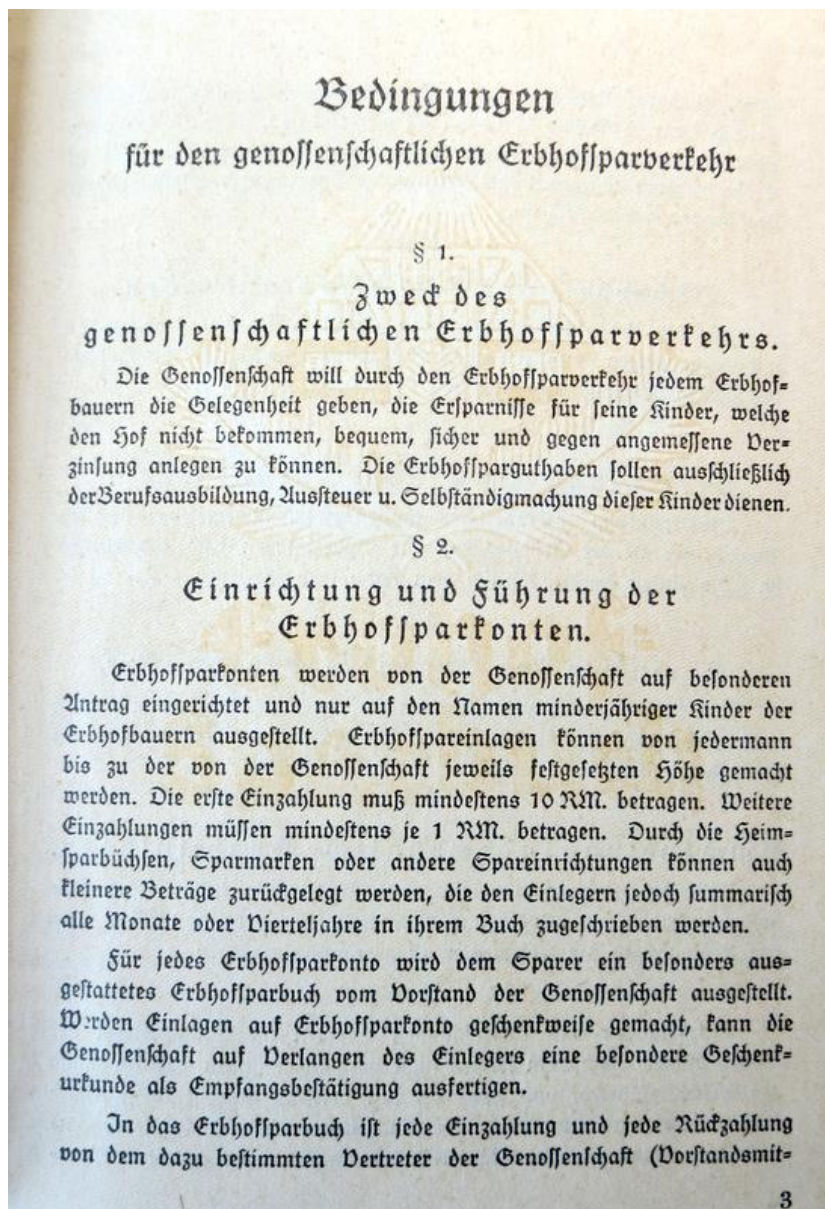 Bedingungen
für den genossenschaftlichen Erbhofsparverkehr
§ 1.
Zweck des
genossenschaftlichen Erbhofsparverkehrs.
Die Genossenschaft will durch den Erbhofsparverkehr jedem Erbhof=
bauern die Gelegenheit geben, die Ersparnisse für seine Kinder, welche
den Hof nicht bekommen, bequem, sicher und gegen angemessene Ver=
zinsung anlegen zu können. Die Erbhofsparguthaben sollen ausschließlich
der Berufsausbildung, Aussteuer u. Selbständigmachung dieser Kinder dienen.
§ 2.
Einrichtung und Führung der
Erbhofsparkonten.
Erbhofsparkonten werden von der Genossenschaft auf besonderen
Antrag eingerichtet und nur auf den Namen minderjähriger Kinder der
Erbhofbauern ausgestellt. Erbhofspareinlagen können von jedermann
bis zu der von der Genossenschaft jeweils festgesetzten Höhe gemacht
werden. Die erste Einzahlung muß mindestens 10 RM. betragen. Weitere
Einzahlungen müssen mindestens je 1 RM. betragen. Durch die Heim=
sparbüchsen, Sparmarken oder andere Spareinrichtungen können auch
kleinere Beträge zurückgelegt werden, die den Einlegern jedoch summarisch
alle Monate oder Vierteljahre in ihrem Buch zugeschrieben werden.
Für jedes Erbhofsparkonto wird dem Sparer ein besonders aus=
gestattetes Erbhofsparbuch vom Vorstand der Genossenschaft ausgestellt.
Werden Einlagen auf Erbhofsparkonto geschenkweise gemacht, kann die
Genossenschaft auf Verlangen des Einlegers eine besondere Geschenk=
urkunde als Empfangsbestätigung ausfertigen.
In das Erbhofsparbuch ist jede Einzahlung und jede Rückzahlung
von dem dazu bestimmten Vertreter der Genossenschaft (Vorstandsmit=
3